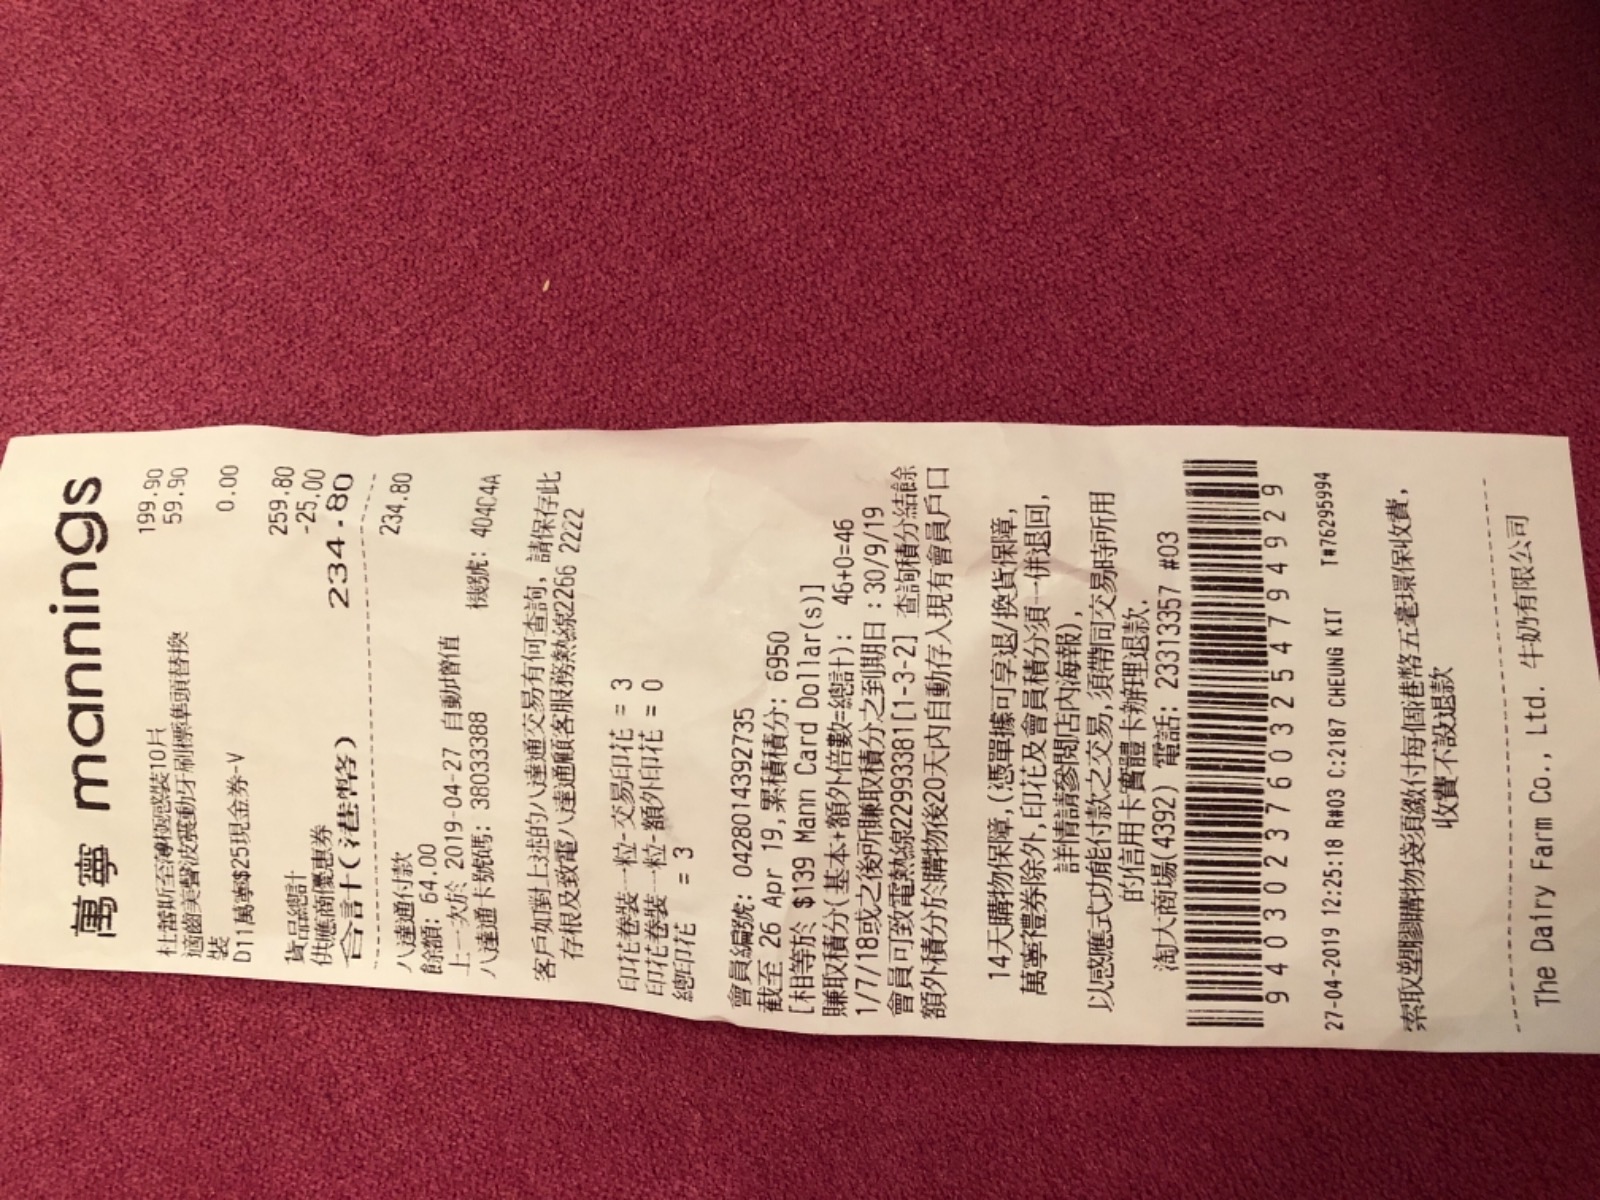 萬寧 mannings
杜蕾斯至薄極感裝10片 199.90
適齒美聲波震動牙刷標準頭替換 59.90
裝
D11萬寧$25現金券-V 0.00
貨品總計 259.80
供應商優惠券 -25.00
合計(港幣) 234.80
八達通付款 234.80
餘額: 64.00
上一次於 2019-04-27 自動增值
八達通卡號碼: 38033388 機號: 404C4A
客戶如對上述的八達通交易有何查詢, 請保存此
存根及致電八達通顧客服務熱線2266 2222
印花卷裝一粒-交易印花 = 3
印花卷裝一粒-額外印花 = 0
總印花 = 3
會員編號: 0428014392735
截至 26 Apr 19,累積積分: 6950
[相等於 $139 Mann Card Dollar(s)]
賺取積分(基本+額外倍數=總計): 46+0=46
1/7/18或之後所賺取積分之到期日：30/9/19
會員可致電熱線22993381[1-3-2] 查詢積分結餘
額外積分於購物後20天內自動存入現有會員戶口
14天購物保障,(憑單據可享退/換貨保障,
萬寧禮券除外,印花及會員積分須一併退回,
詳情請參閱店內海報),
以感應式功能付款之交易,須帶同交易時所用
的信用卡實體卡辦理退款.
淘大商場(4392) 電話: 23313357 #03
94030237603254794929
27-04-2019 12:25:18 R#03 C:2187 CHEUNG KIT T#76295994
索取塑膠購物袋須繳付每個港幣五毫環保收費,
收費不設退款
The Dairy Farm Co., Ltd. 牛奶有限公司